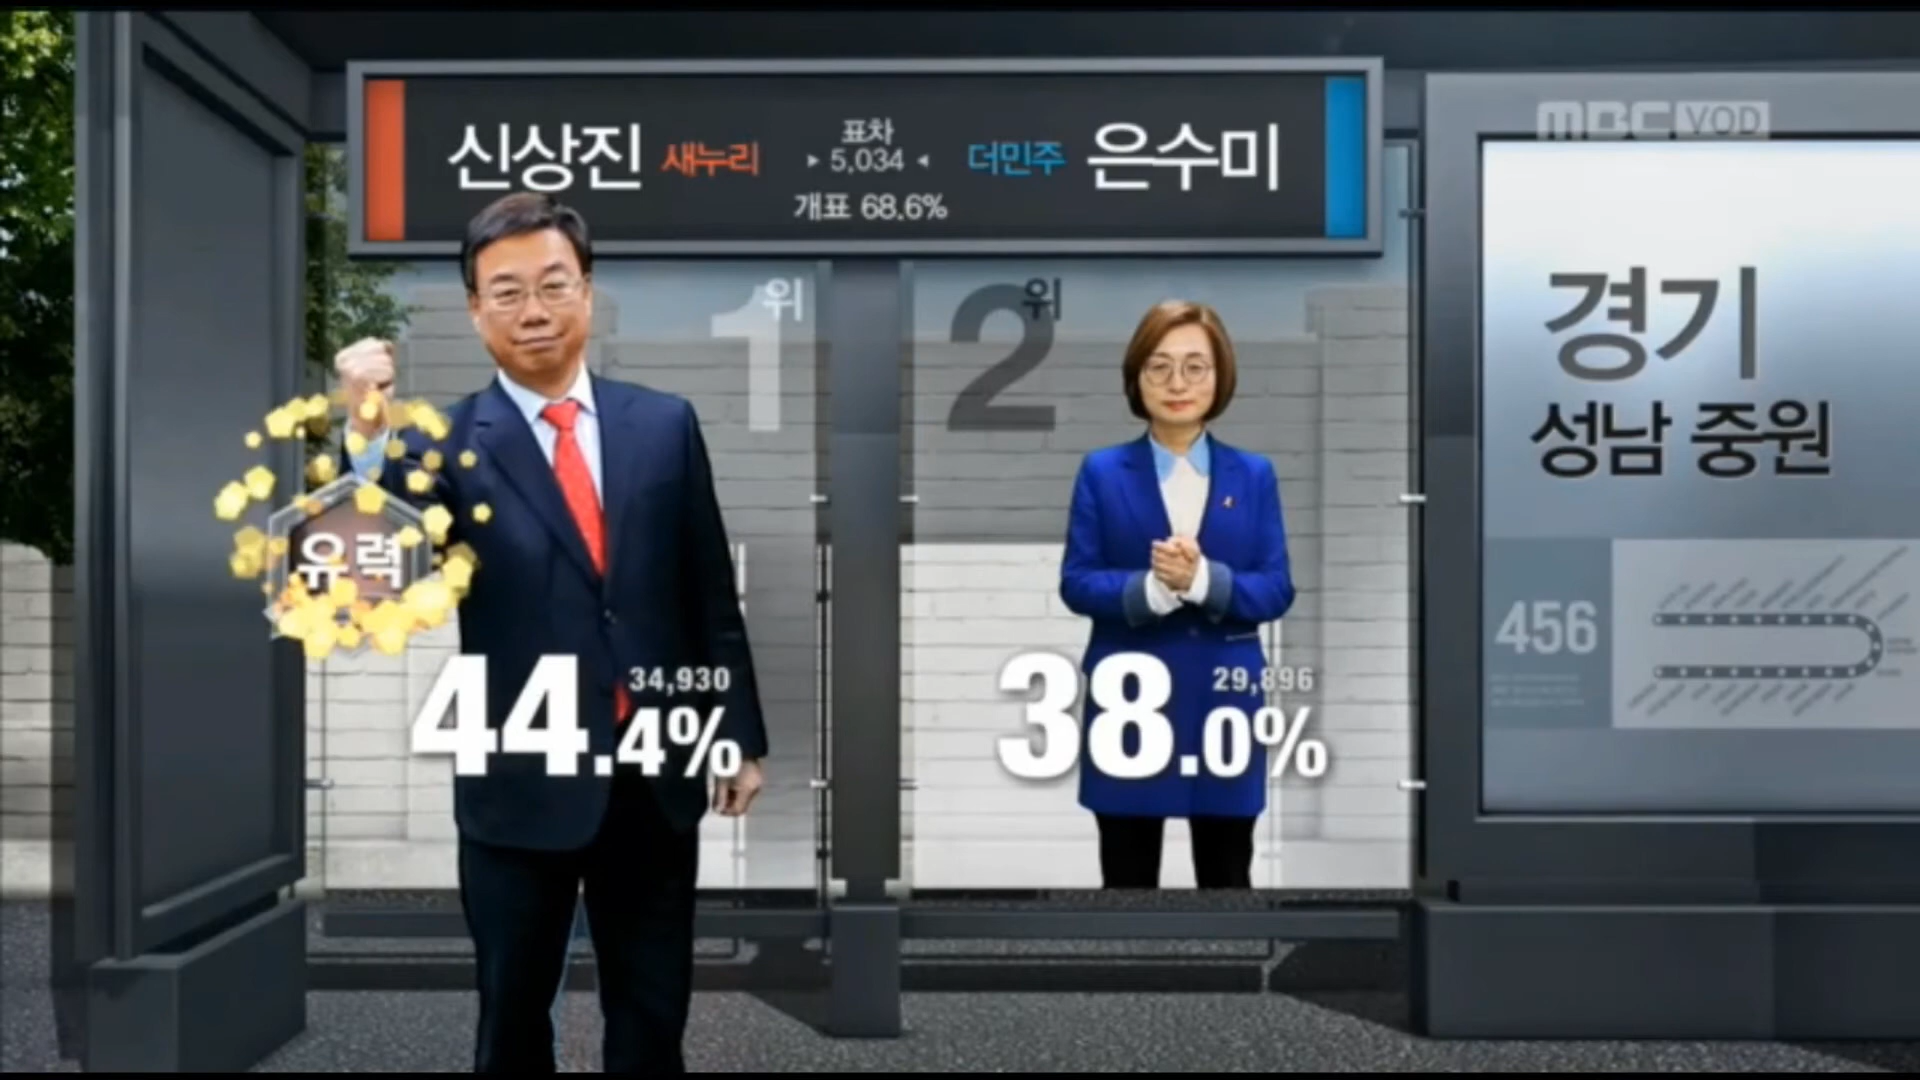 MBC VOD
신상진 새누리
표차
5,034
개표 68.6%
더민주 은수미
1위
2위
경기
성남 중원
유력
456
34,930
44.4%
29,896
38.0%